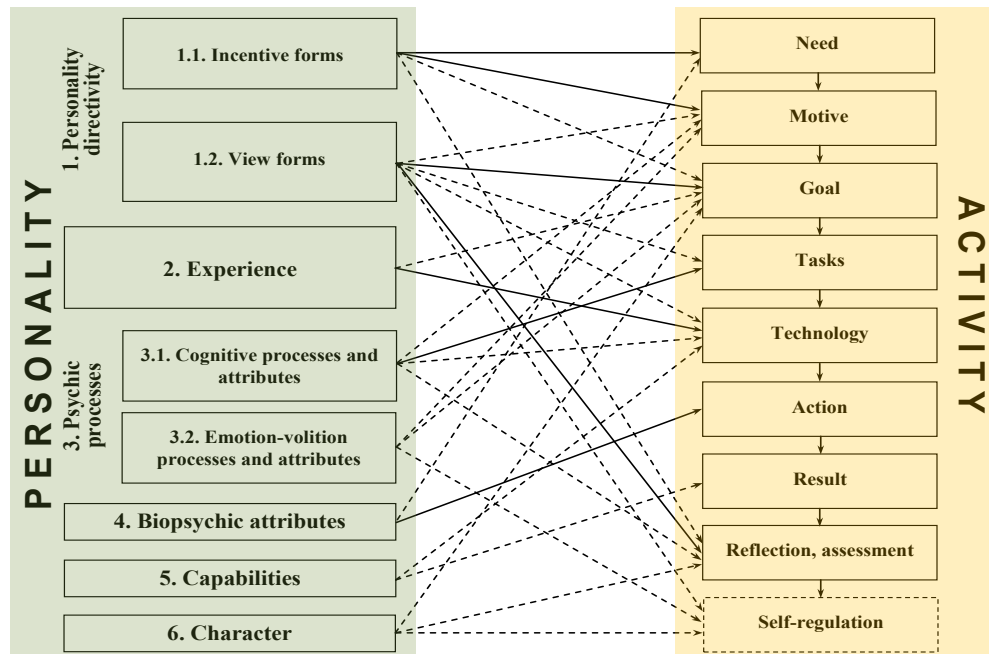 PERSONALITY
1. Personality
directivity
1.1. Incentive forms
1.2. View forms
2. Experience
3. Psychic
processes
3.1. Cognitive processes and
attributes
3.2. Emotion-volition
processes and attributes
4. Biopsychic attributes
5. Capabilities
6. Character
Need
Motive
Goal
Tasks
Technology
Action
Result
Reflection, assessment
Self-regulation
ACTIVITY